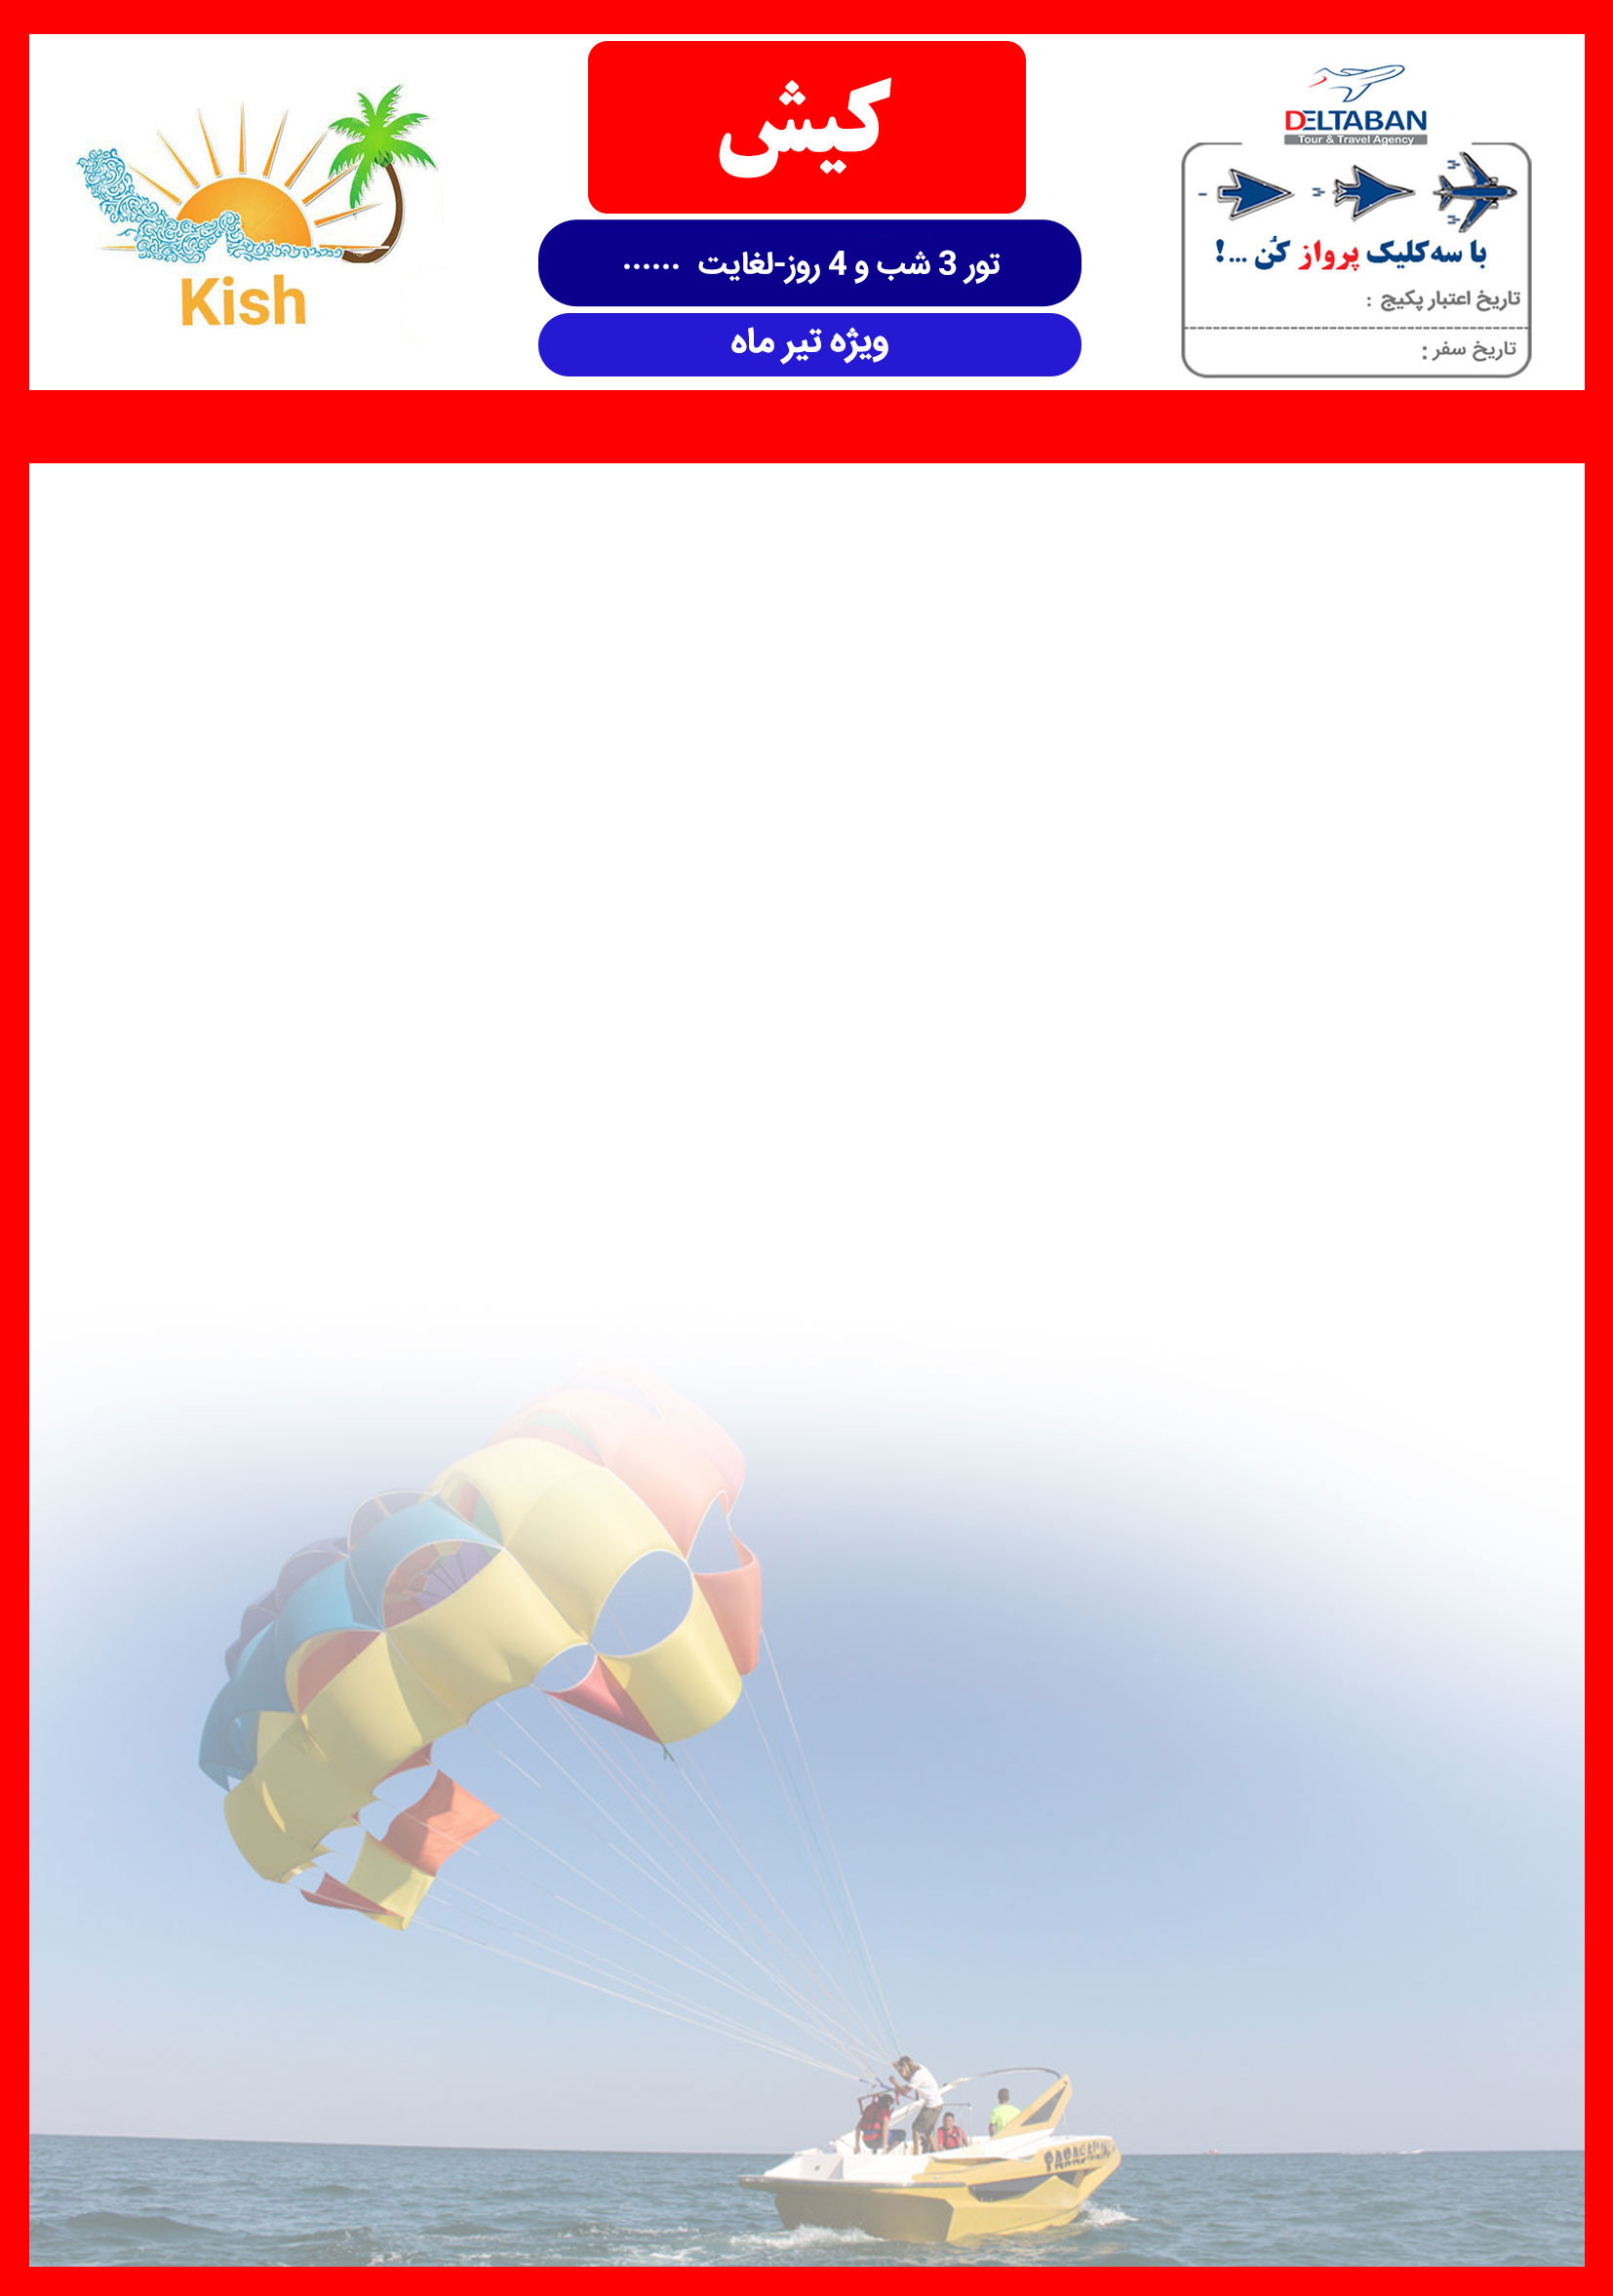 کیش
تور 3 شب و 4 روز-لغایت ......
ویژه تیر ماه
DELTABAN
Tour & Travel Agency
با سه کلیک پرواز کُن ...!
تاریخ اعتبار پکیج :
تاریخ سفر :
Kish